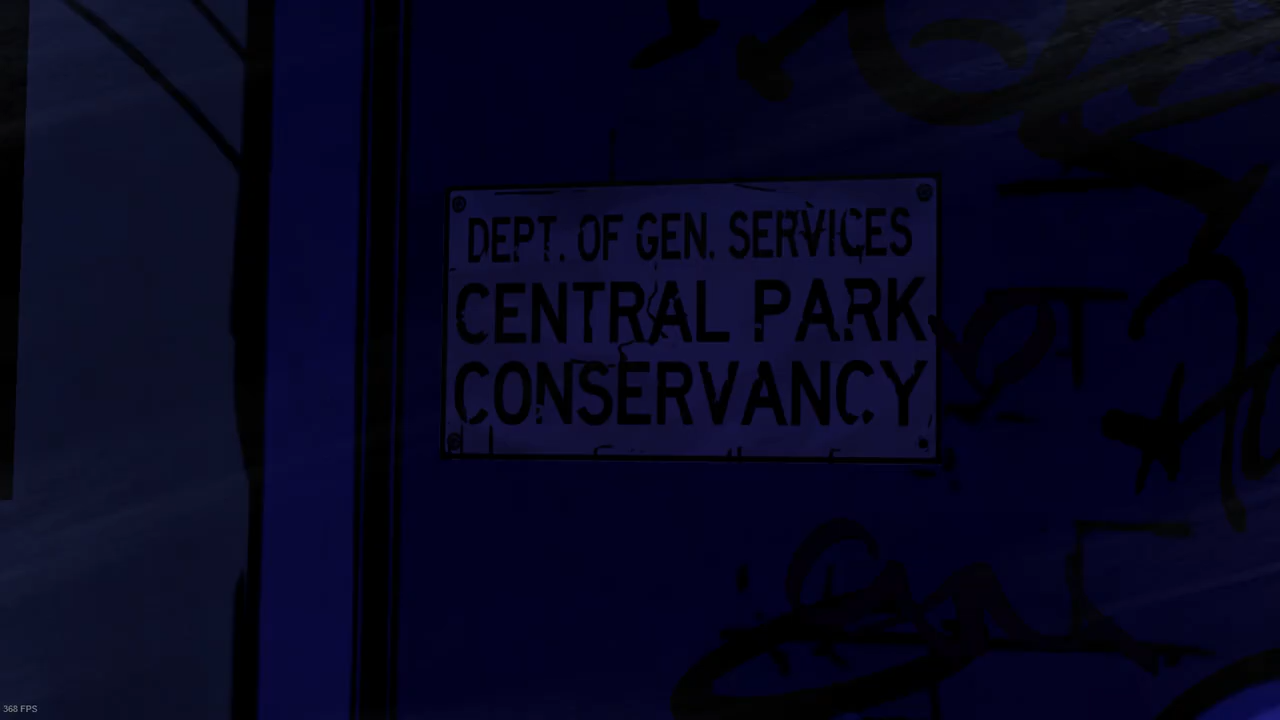 DEPT. OF GEN. SERVICES
CENTRAL PARK
CONSERVANCY
368 FPS